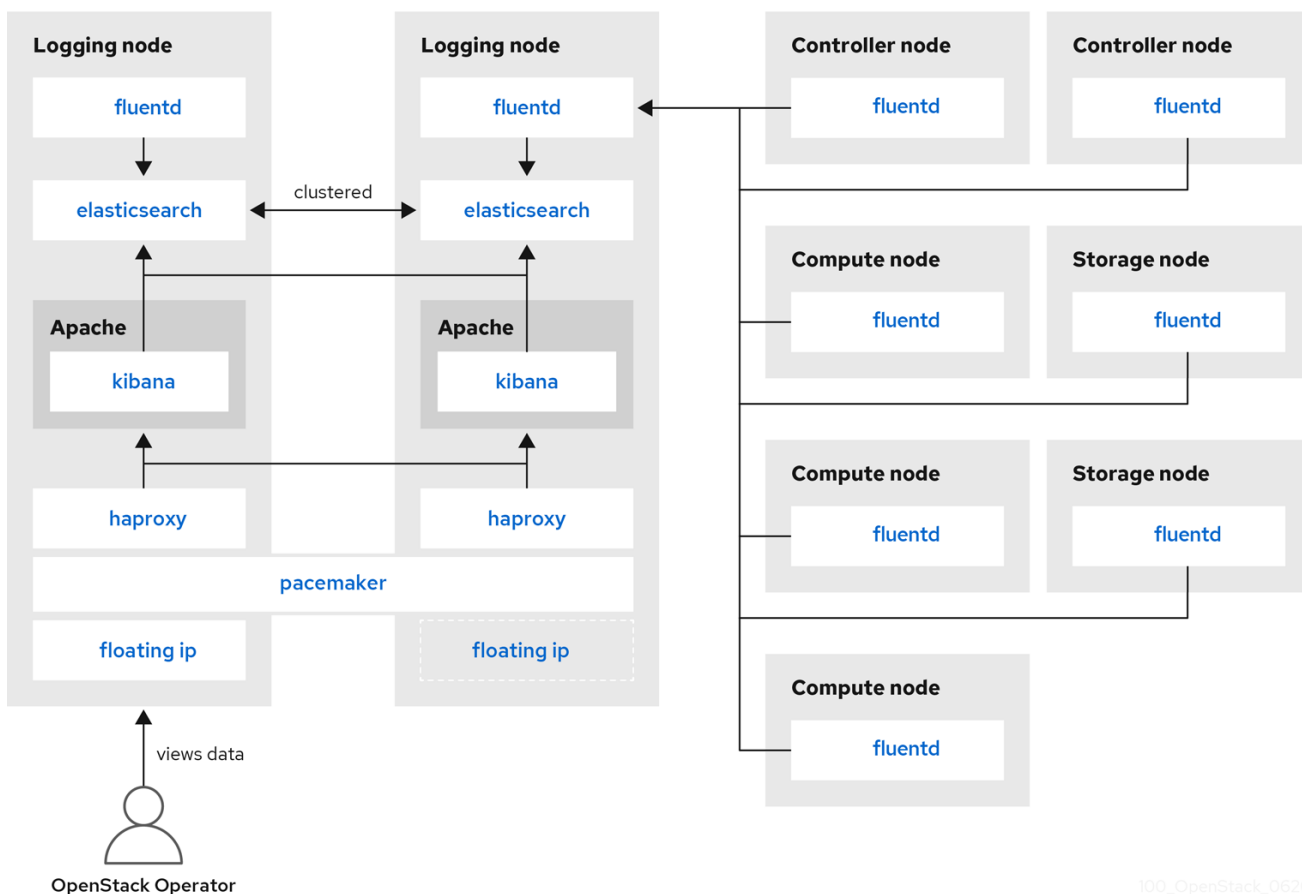 Logging node
fluentd
elasticsearch
Apache
kibana
haproxy
clustered
Logging node
fluentd
elasticsearch
Apache
kibana
haproxy
pacemaker
floating ip
floating ip
views data
OpenStack Operator
Controller node
fluentd
Controller node
fluentd
Compute node
fluentd
Storage node
fluentd
Compute node
fluentd
Storage node
fluentd
Compute node
fluentd
100_OpenStack_062